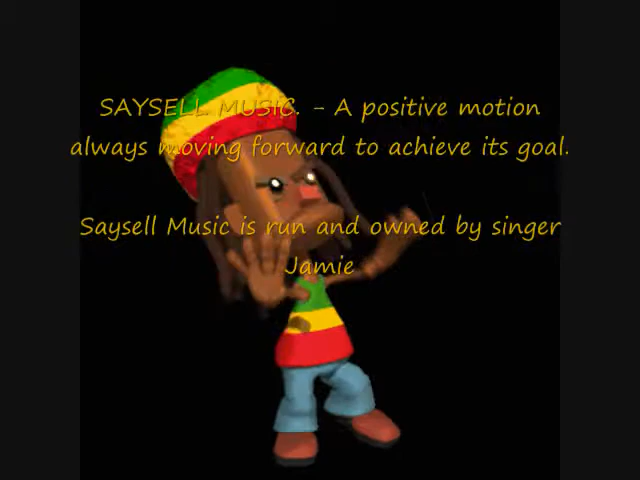 SAYSELL MUSIC. - A positive motion
always moving forward to achieve its goal.
Saysell Music is run and owned by singer
Jamie